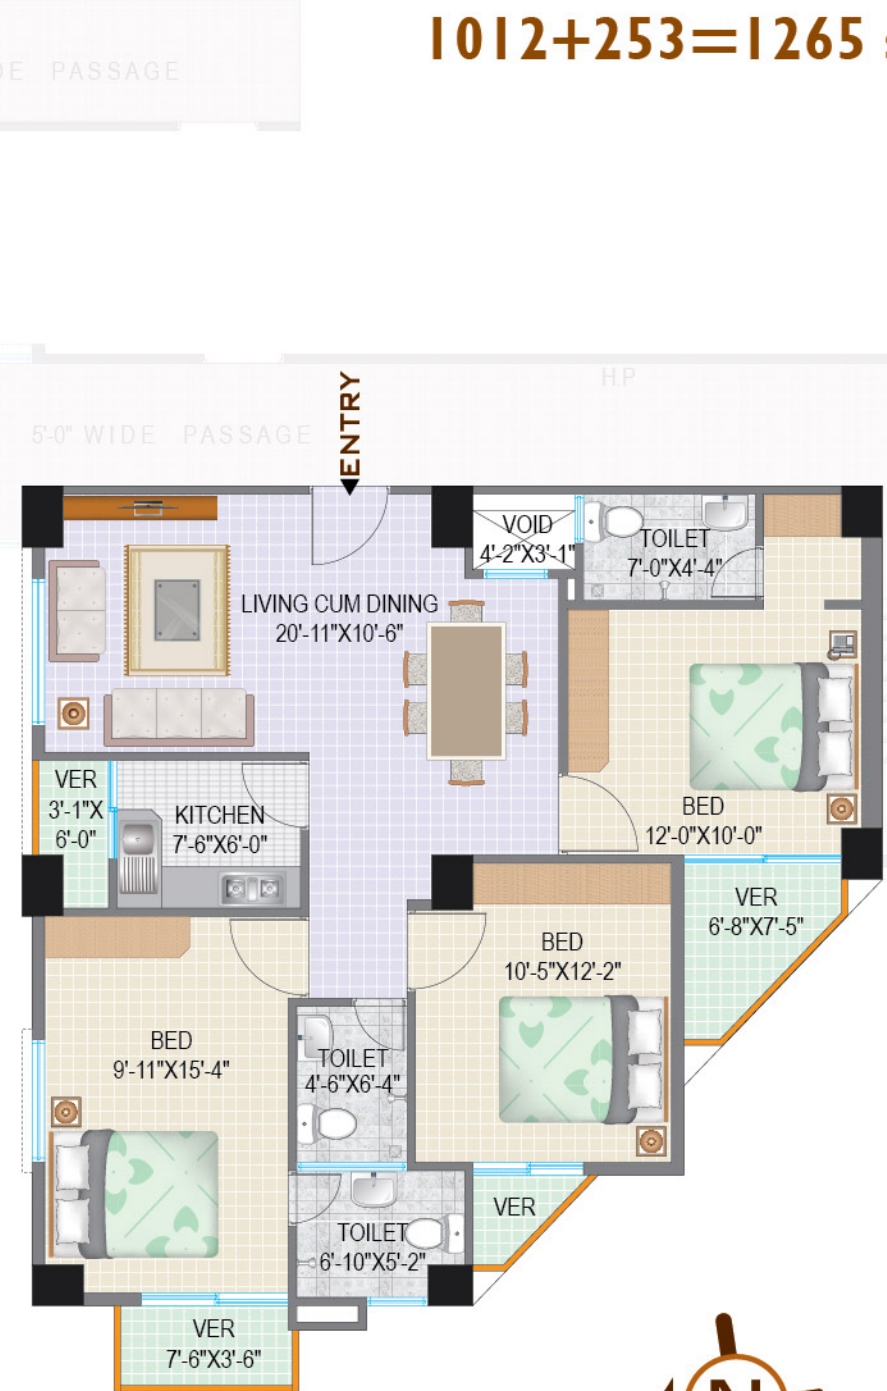 1012+253=1265
PASSAGE
H.P
5'-0" WIDE PASSAGE
ENTRY
VOID
4'-2"X3'-1"
TOILET
7'-0"X4'-4"
LIVING CUM DINING
20'-11"X10'-6"
VER
3'-1"X
6'-0"
KITCHEN
7'-6"X6'-0"
BED
12'-0"X10'-0"
VER
6'-8"X7'-5"
BED
10'-5"X12'-2"
BED
9'-11"X15'-4"
TOILET
4'-6"X6'-4"
VER
TOILET
6'-10"X5'-2"
VER
7'-6"X3'-6"
N